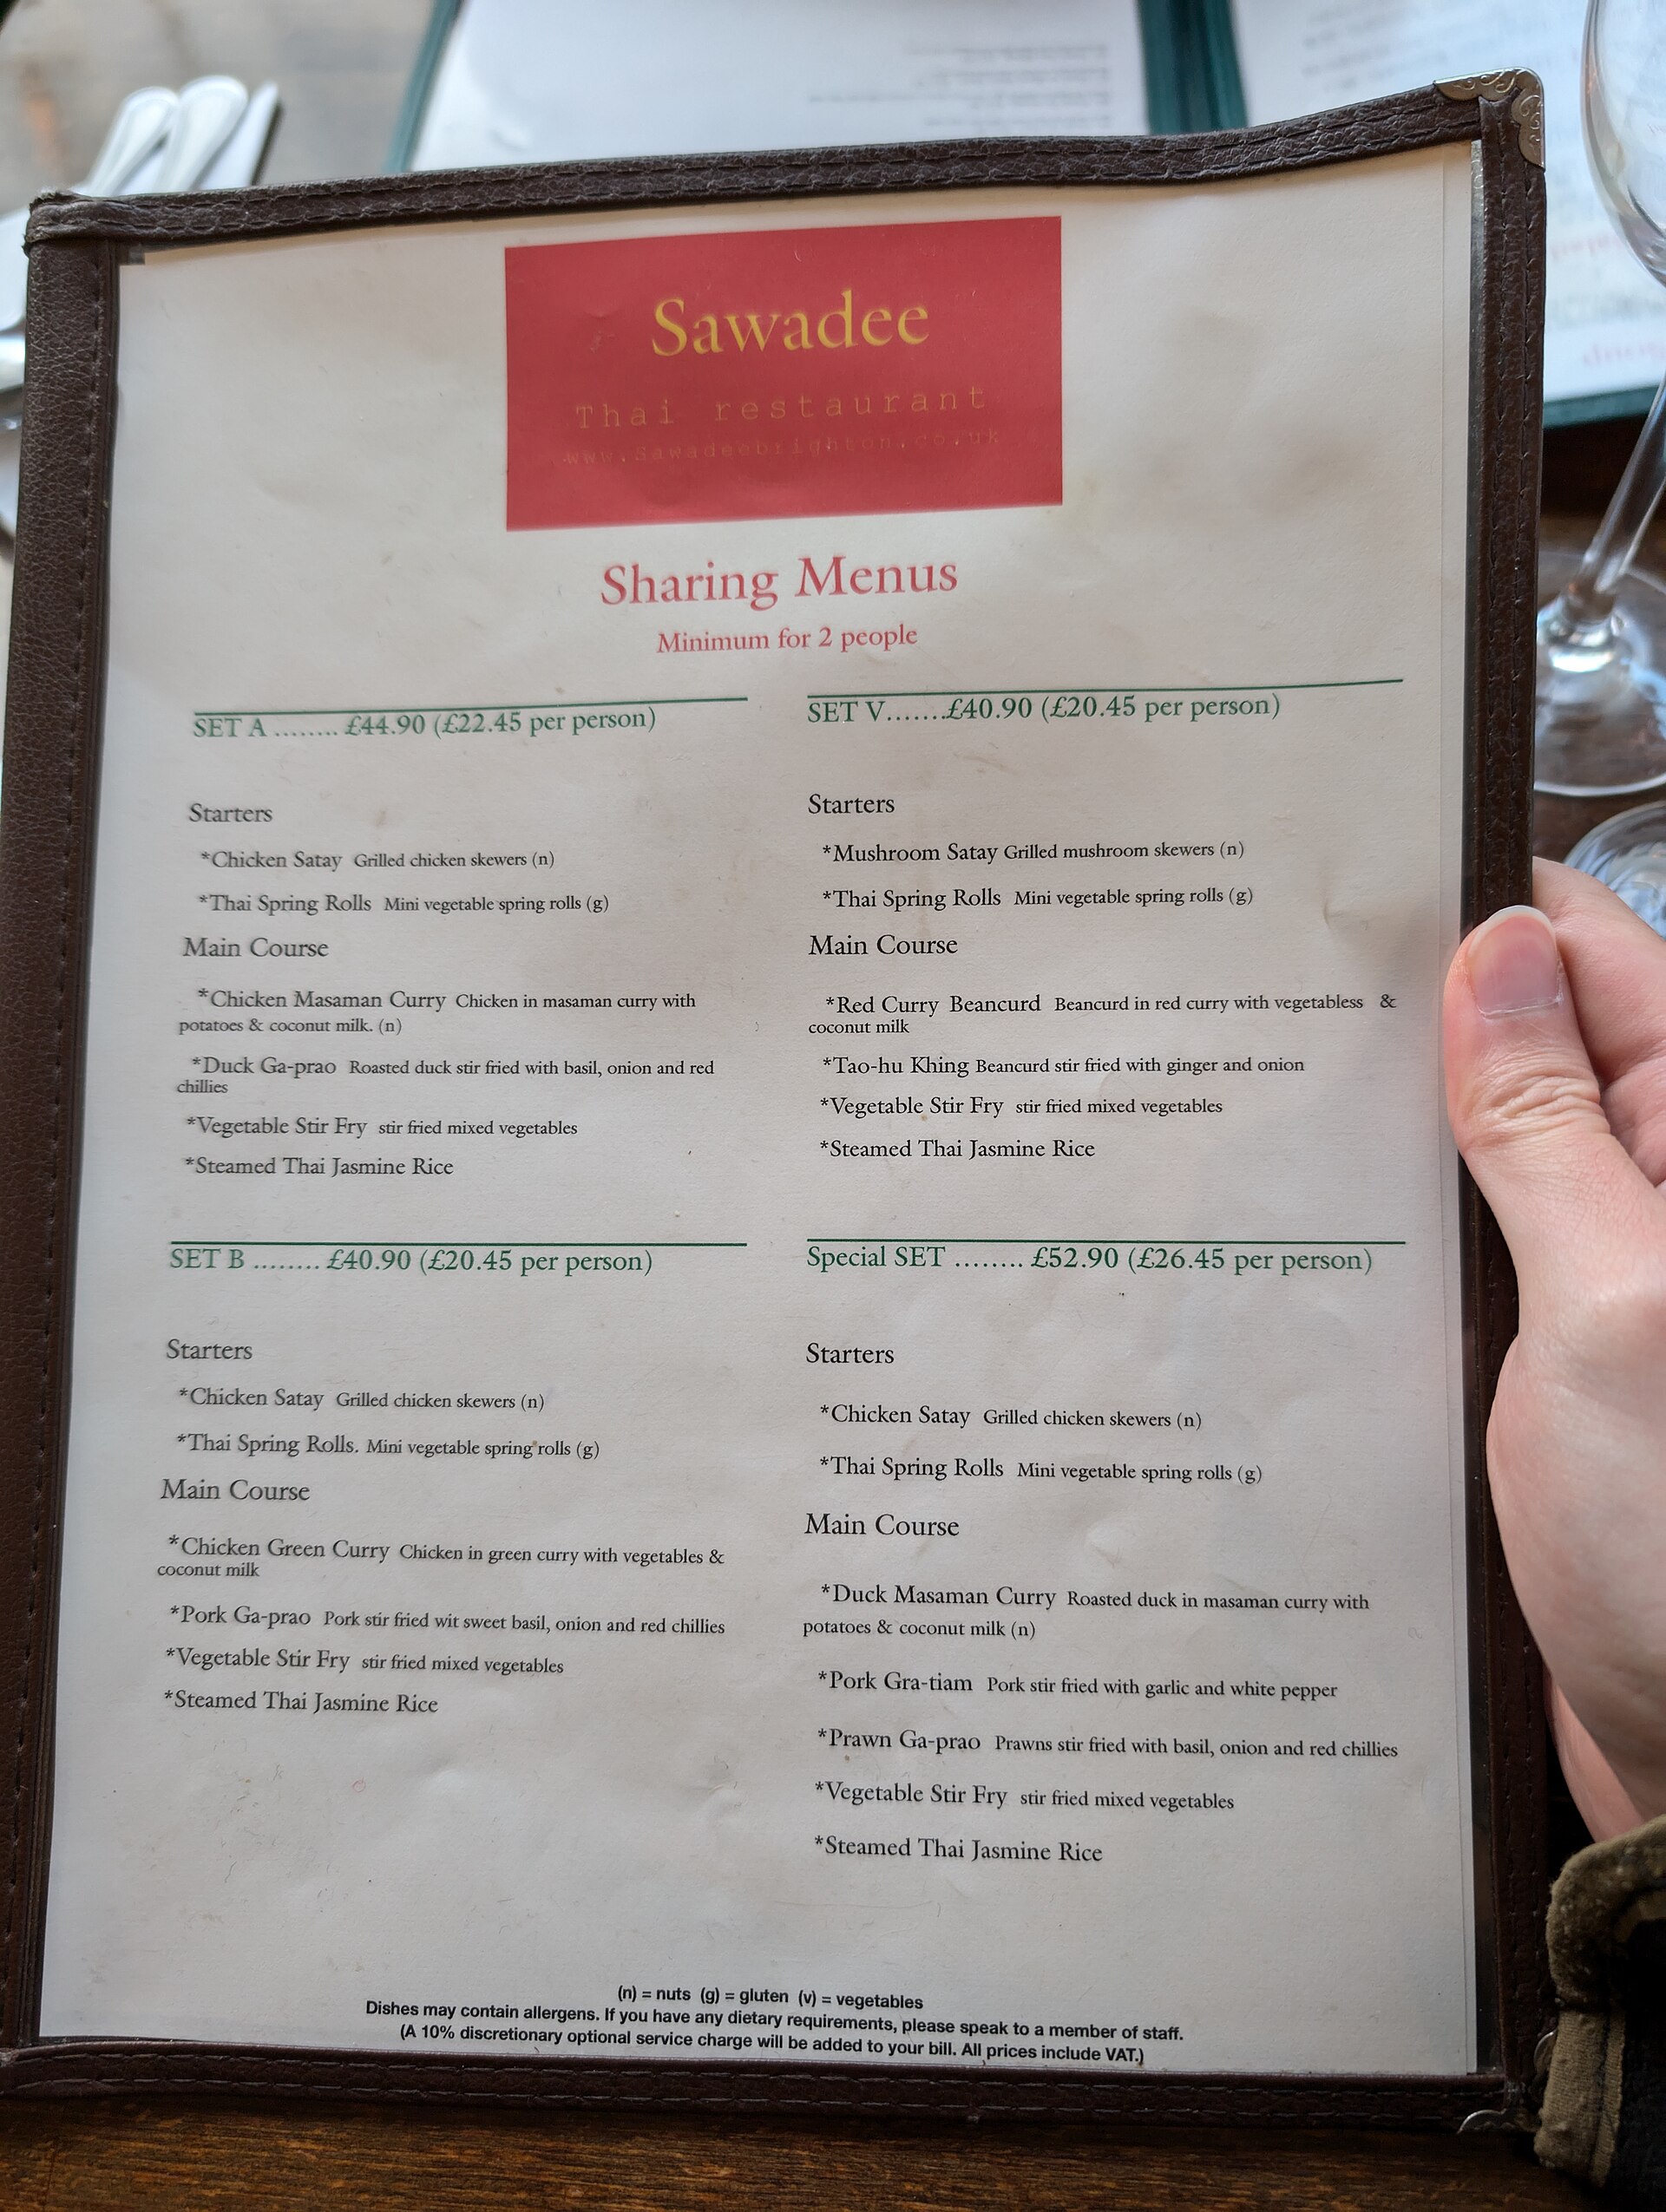 Sawadee
Thai restaurant
www.Sawadeebrighton.co.uk
Sharing Menus
Minimum for 2 people
SET A ........ £44.90 (£22.45 per person)
Starters
*Chicken Satay Grilled chicken skewers (n)
*Thai Spring Rolls Mini vegetable spring rolls (g)
Main Course
*Chicken Masaman Curry Chicken in masaman curry with
potatoes & coconut milk. (n)
*Duck Ga-prao Roasted duck stir fried with basil, onion and red
chillies
*Vegetable Stir Fry stir fried mixed vegetables
*Steamed Thai Jasmine Rice
SET V.......£40.90 (£20.45 per person)
Starters
*Mushroom Satay Grilled mushroom skewers (n)
*Thai Spring Rolls Mini vegetable spring rolls (g)
Main Course
*Red Curry Beancurd Beancurd in red curry with vegetabless &
coconut milk
*Tao-hu Khing Beancurd stir fried with ginger and onion
*Vegetable Stir Fry stir fried mixed vegetables
*Steamed Thai Jasmine Rice
SET B ........ £40.90 (£20.45 per person)
Starters
*Chicken Satay Grilled chicken skewers (n)
*Thai Spring Rolls. Mini vegetable spring rolls (g)
Main Course
*Chicken Green Curry Chicken in green curry with vegetables &
coconut milk
*Pork Ga-prao Pork stir fried wit sweet basil, onion and red chillies
*Vegetable Stir Fry stir fried mixed vegetables
*Steamed Thai Jasmine Rice
Special SET ........ £52.90 (£26.45 per person)
Starters
*Chicken Satay Grilled chicken skewers (n)
*Thai Spring Rolls Mini vegetable spring rolls (g)
Main Course
*Duck Masaman Curry Roasted duck in masaman curry with
potatoes & coconut milk (n)
*Pork Gra-tiam Pork stir fried with garlic and white pepper
*Prawn Ga-prao Prawns stir fried with basil, onion and red chillies
*Vegetable Stir Fry stir fried mixed vegetables
*Steamed Thai Jasmine Rice
(n) = nuts (g) = gluten (v) = vegetables
Dishes may contain allergens. If you have any dietary requirements, please speak to a member of staff.
(A 10% discretionary optional service charge will be added to your bill. All prices include VAT.)